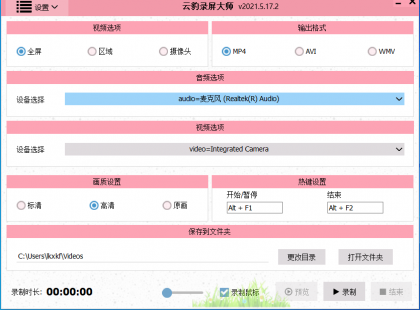 设置 云豹录屏大师 v2021.5.17.2
视频选项 输出格式
全屏 区域 摄像头 MP4 AVI WMV
音频选项
设备选择 audio=麦克风 (Realtek(R) Audio)
视频选项
设备选择 video=Integrated Camera
画质设置 热键设置
开始/暂停 结束
标清 高清 原画 Alt + F1 Alt + F2
保存到文件夹
C:\Users\lkxkf\Videos 更改目录 打开文件夹
录制时长: 00:00:00 录制鼠标 预览 录制 结束